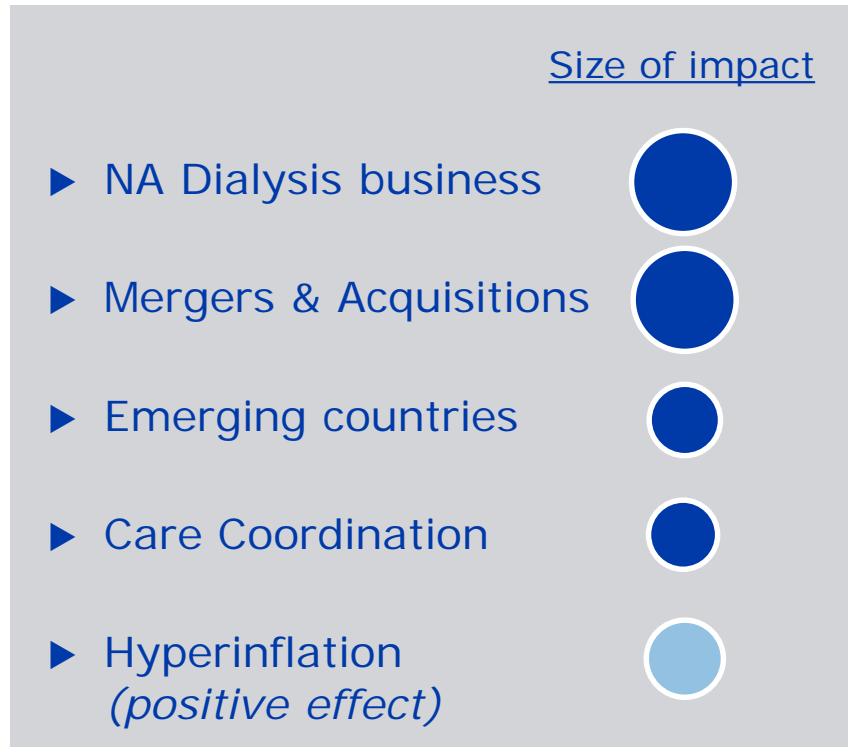 Size of impact
NA Dialysis business
Mergers & Acquisitions
Emerging countries
Care Coordination
Hyperinflation
(positive effect)